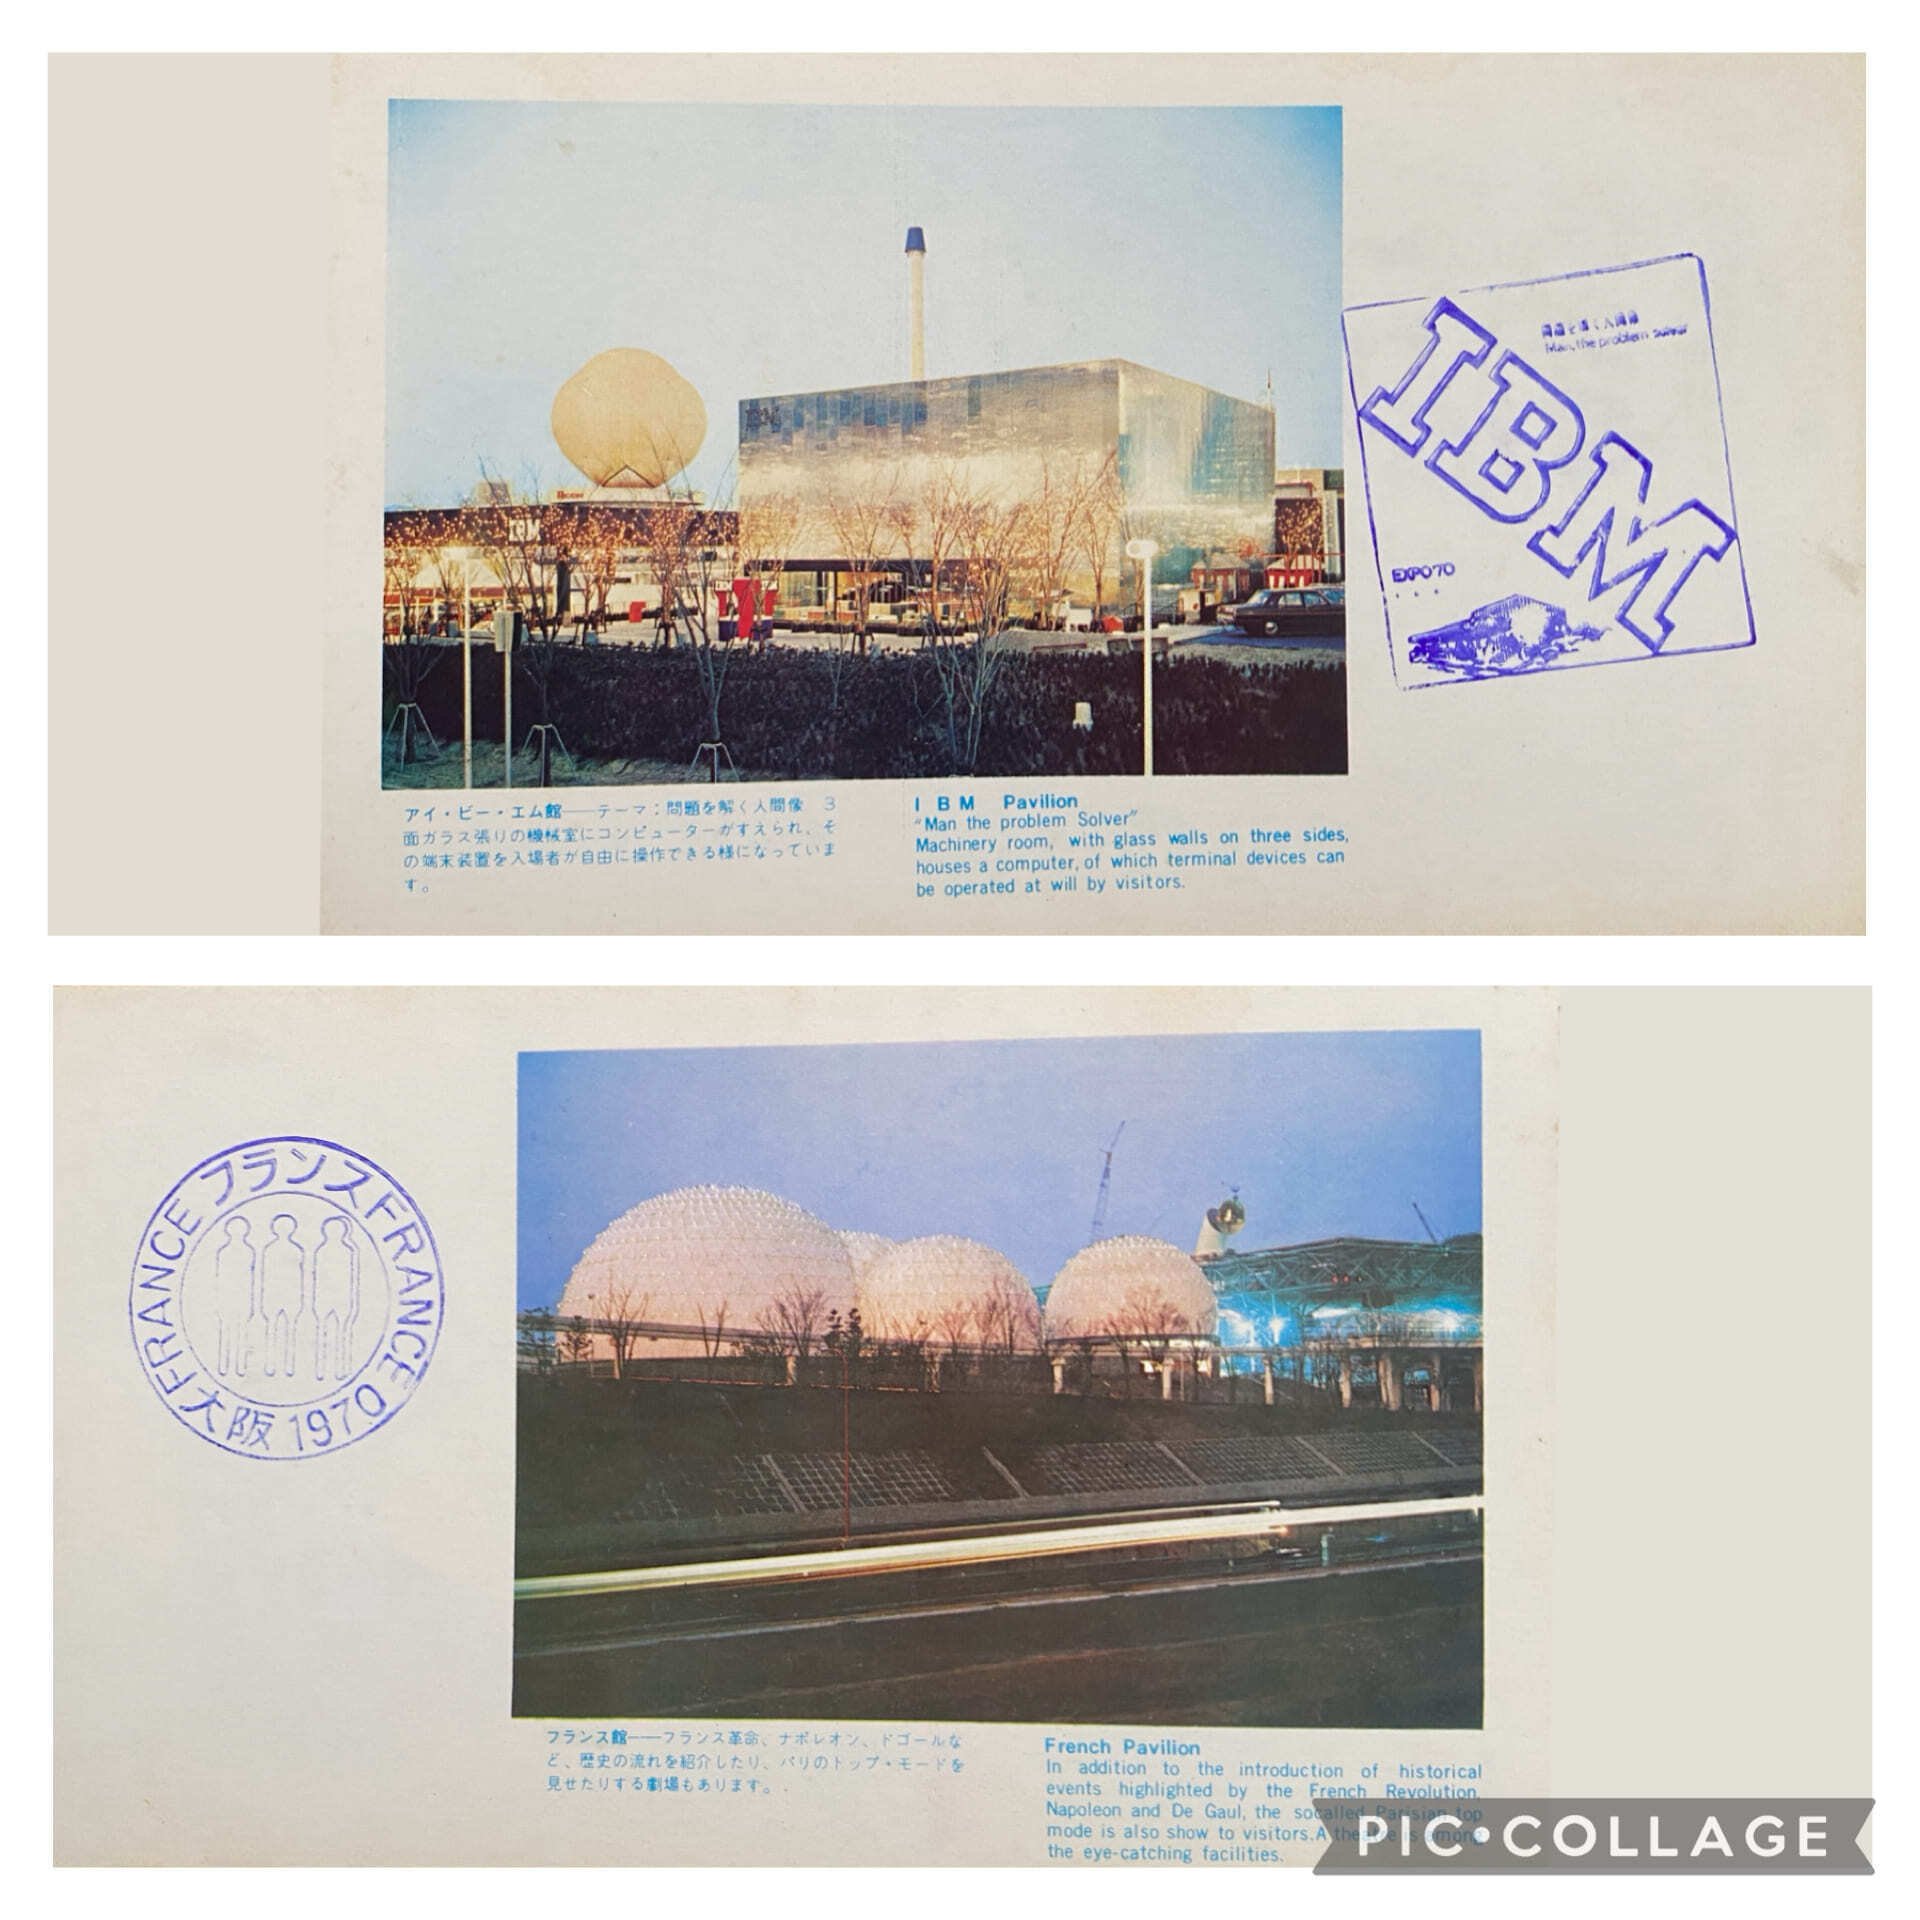 IBM
Ricoh
IBM
問題を解く人間像
Man, the problem solver
IBM
EXPO'70
アイ・ビー・エム館──テーマ：問題を解く人間像　3
面ガラス張りの機械室にコンピューターがすえられ、そ
の端末装置を入場者が自由に操作できる様になっていま
す。
I B M Pavilion
“Man the problem Solver”
Machinery room, with glass walls on three sides,
houses a computer, of which terminal devices can
be operated at will by visitors.
FRANCE フランス FRANCE
大阪 1970
フランス館──フランス革命、ナポレオン、ドゴールな
ど、歴史の流れを紹介したり、パリのトップ・モードを
見せたりする劇場もあります。
French Pavilion
In addition to the introduction of historical
events highlighted by the French Revolution,
Napoleon and De Gaul, the socalled Parisian top
mode is also show to visitors. A theatre is among
the eye-catching facilities.
PIC•COLLAGE